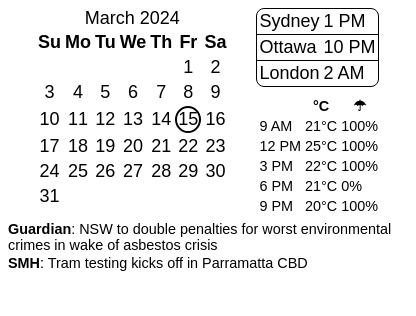 March 2024
Su Mo Tu We Th Fr Sa
1 2
3 4 5 6 7 8 9
10 11 12 13 14 15 16
17 18 19 20 21 22 23
24 25 26 27 28 29 30
31
Sydney 1 PM
Ottawa 10 PM
London 2 AM
°C ☂
9 AM 21°C 100%
12 PM 25°C 100%
3 PM 22°C 100%
6 PM 21°C 0%
9 PM 20°C 100%
Guardian: NSW to double penalties for worst environmental
crimes in wake of asbestos crisis
SMH: Tram testing kicks off in Parramatta CBD